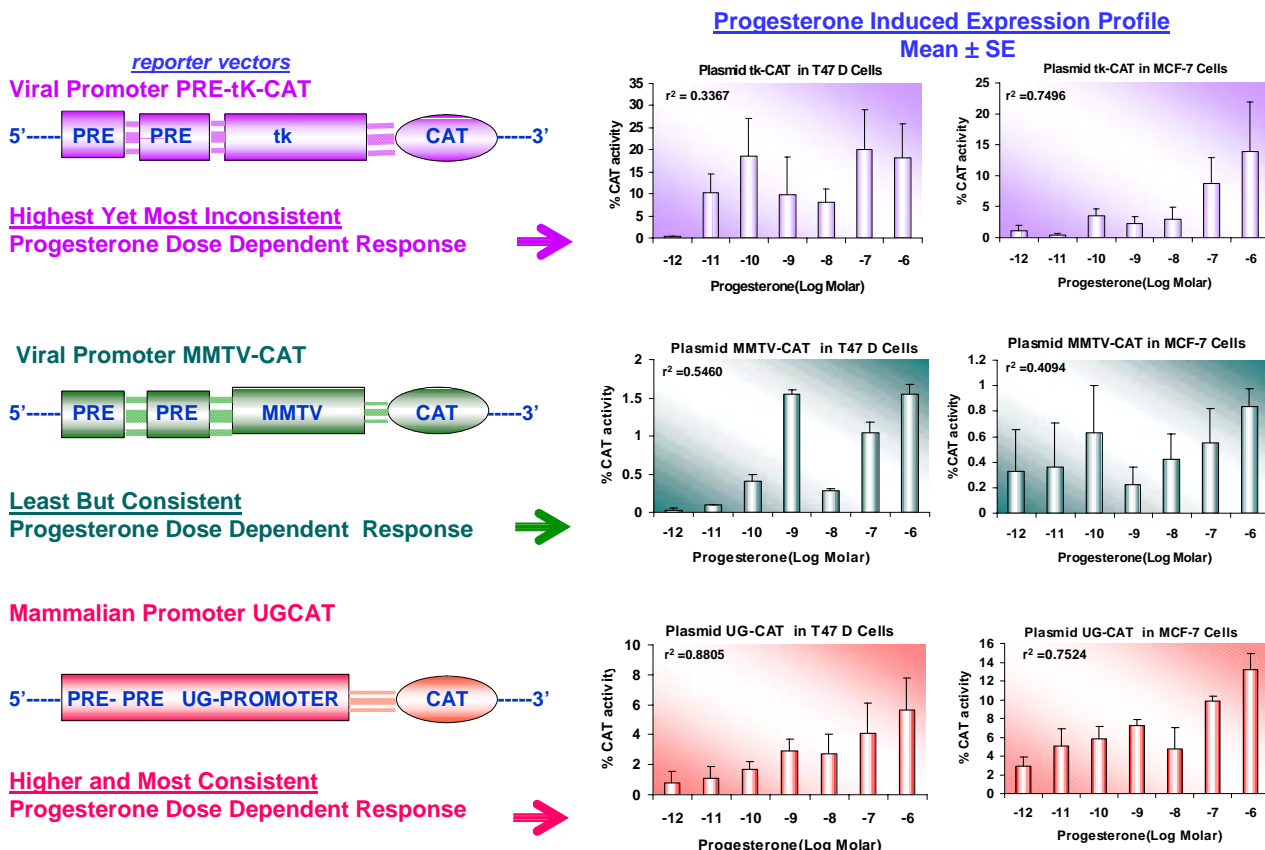 reporter vectors
Viral Promoter PRE-tK-CAT
5'----- PRE PRE tk CAT -----3'
Highest Yet Most Inconsistent
Progesterone Dose Dependent Response
Viral Promoter MMTV-CAT
5'----- PRE PRE MMTV CAT -----3'
Least But Consistent
Progesterone Dose Dependent Response
Mammalian Promoter UGCAT
5'----- PRE- PRE UG-PROMOTER CAT -----3'
Higher and Most Consistent
Progesterone Dose Dependent Response
Progesterone Induced Expression Profile
Mean ± SE
Plasmid tk-CAT in T47 D Cells
r² = 0.3367
% CAT activity
35
30
25
20
15
10
5
0
-12 -11 -10 -9 -8 -7 -6
Progesterone(Log Molar)
Plasmid tk-CAT in MCF-7 Cells
r² =0.7496
% CAT activity
25
20
15
10
5
0
-12 -11 -10 -9 -8 -7 -6
Progesterone(Log Molar)
Plasmid MMTV-CAT in T47 D Cells
r² =0.5460
% CAT activity
2
1.5
1
0.5
0
-12 -11 -10 -9 -8 -7 -6
Progesterone(Log Molar)
Plasmid MMTV-CAT in MCF-7 Cells
r² =0.4094
% CAT activity
1.2
1
0.8
0.6
0.4
0.2
0
-12 -11 -10 -9 -8 -7 -6
Progesterone(Log Molar)
Plasmid UG-CAT in T47 D Cells
r² =0.8805
% CAT activity
10
8
6
4
2
0
-12 -11 -10 -9 -8 -7 -6
Progesterone(Log Molar)
Plasmid UG-CAT in MCF-7 Cells
r² =0.7524
% CAT activity
16
14
12
10
8
6
4
2
0
-12 -11 -10 -9 -8 -7 -6
Progesterone(Log Molar)